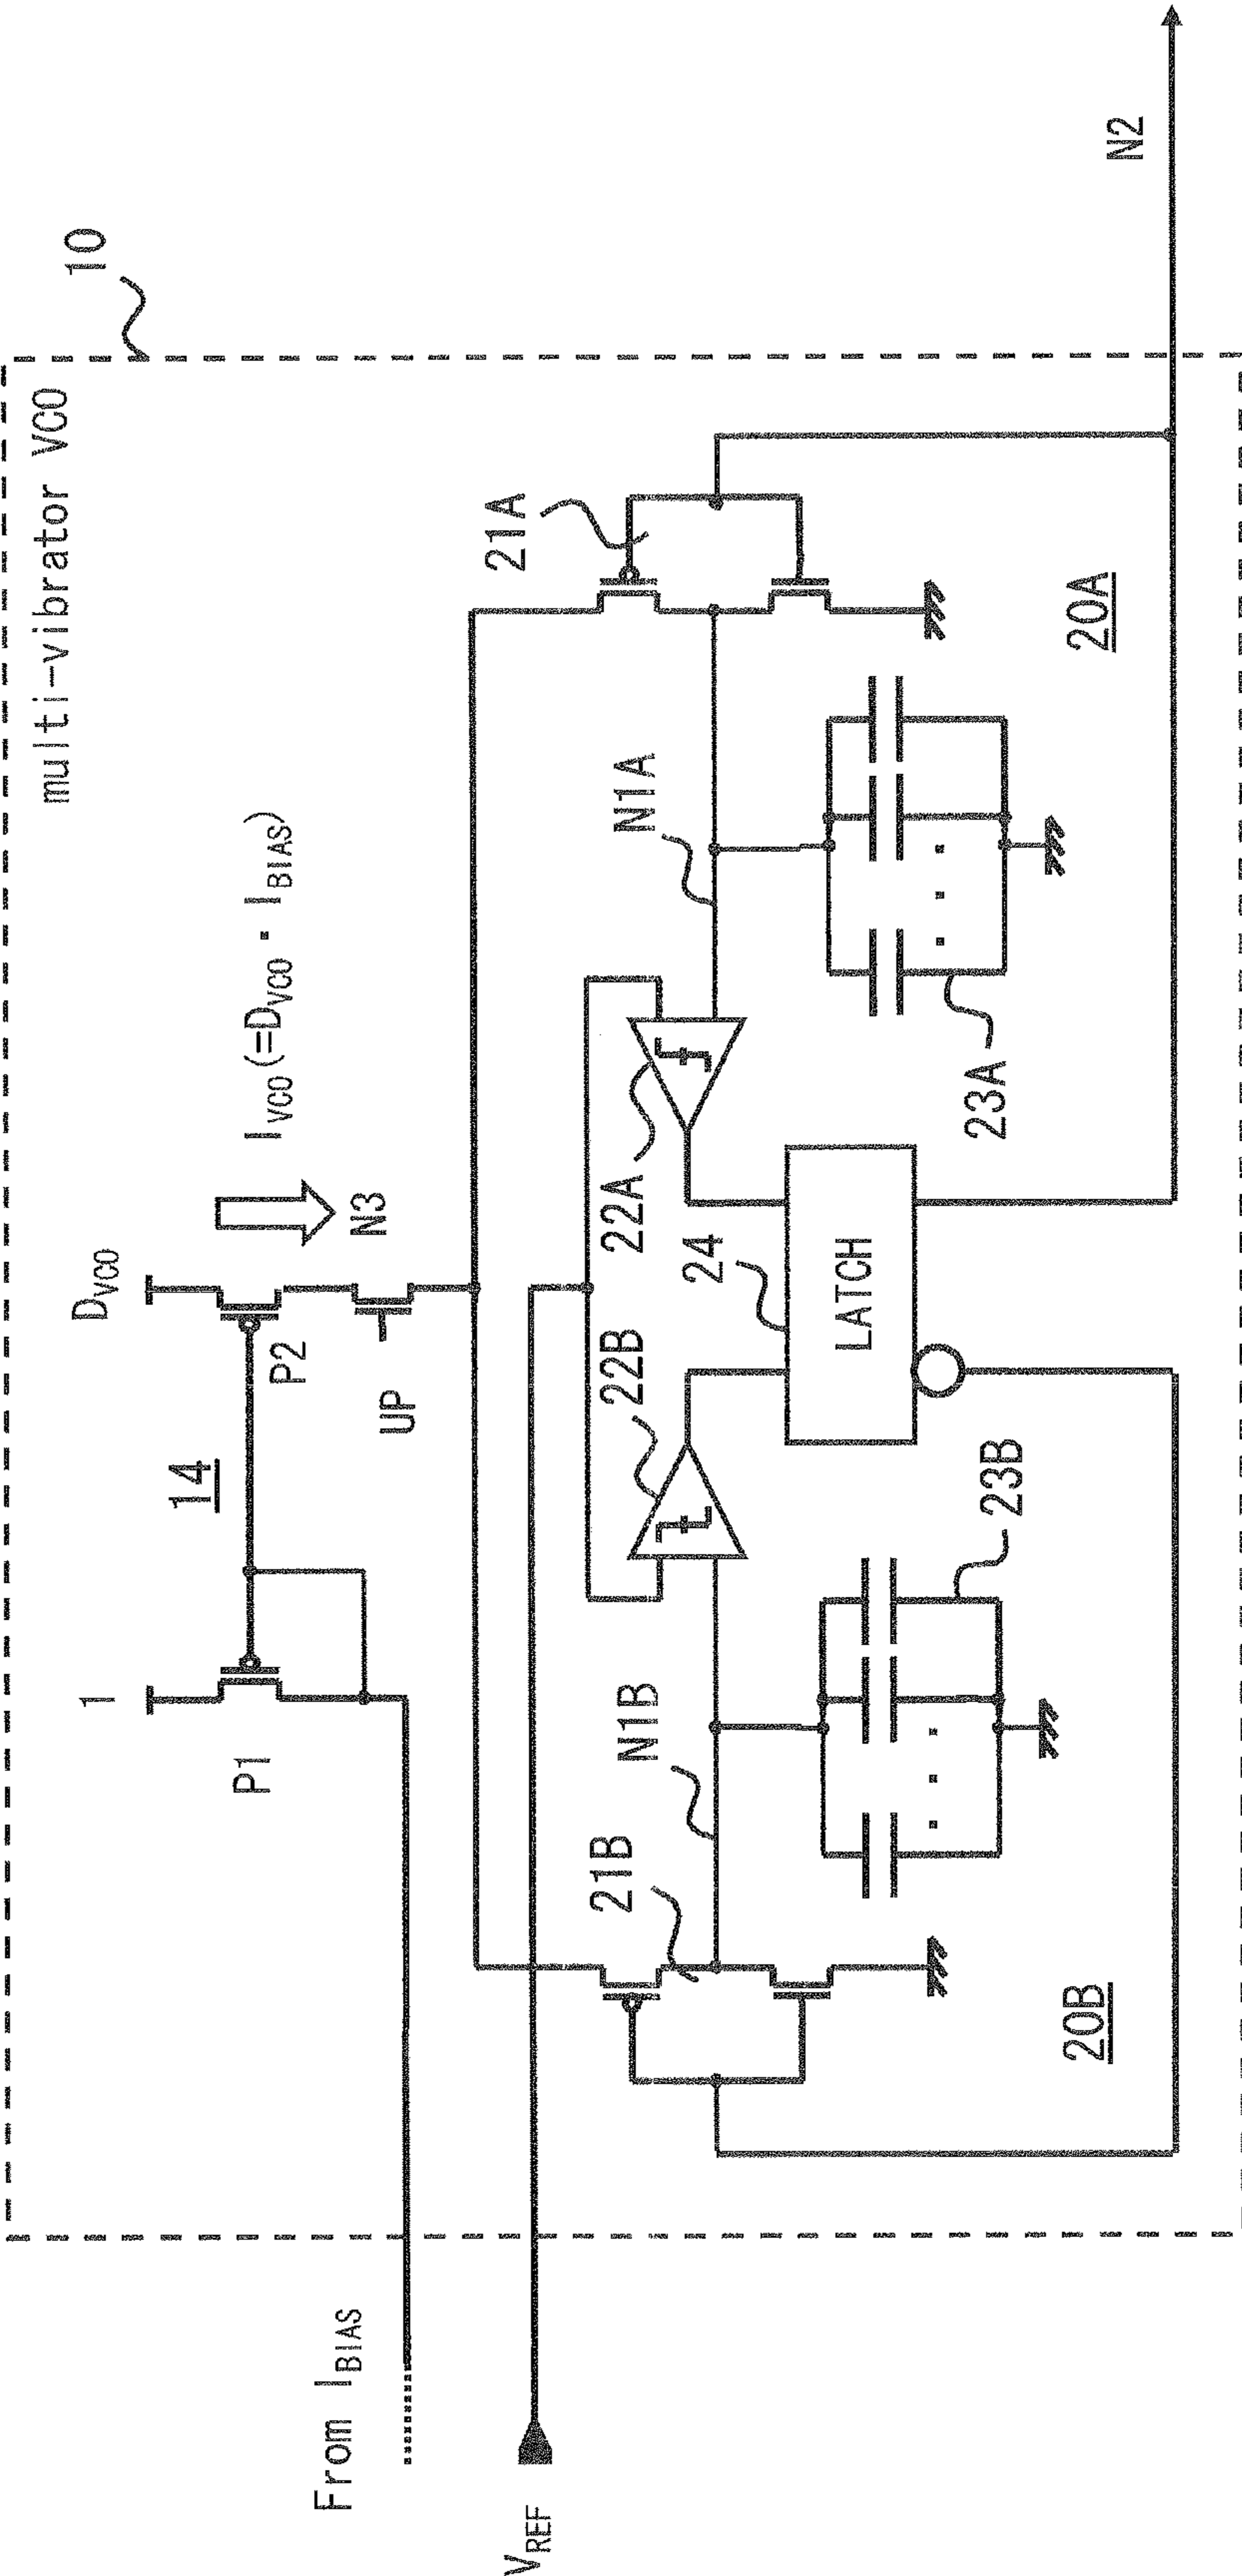 multi-vibrator VCO
10
1
P1
14
D_VCO
P2
I_VCO(=D_VCO・I_BIAS)
UP
N3
From I_BIAS
V_REF
21B
N1B
22B
22A
N1A
21A
24
LATCH
23B
23A
20B
20A
N2